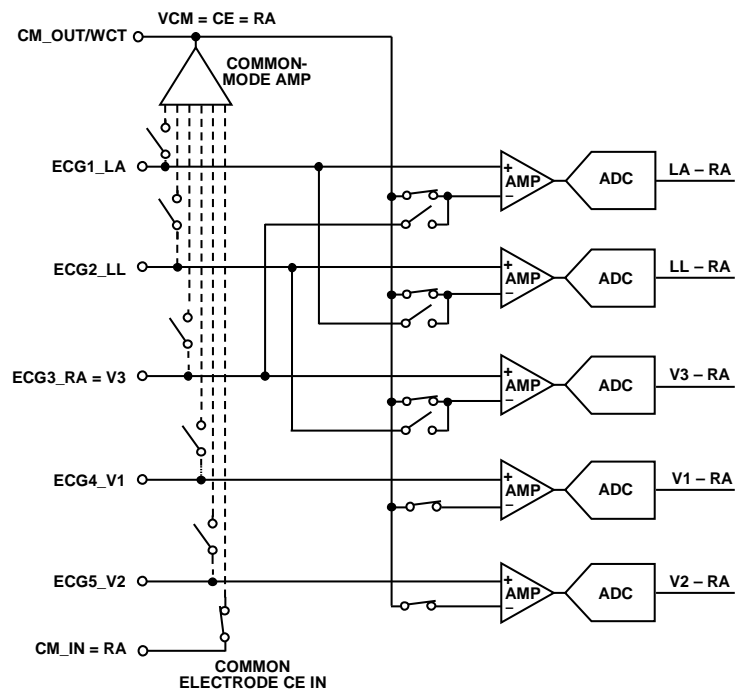 VCM = CE = RA
CM_OUT/WCT
COMMON-
MODE AMP
ECG1_LA
+
AMP
–
ADC
LA – RA
ECG2_LL
+
AMP
–
ADC
LL – RA
ECG3_RA = V3
+
AMP
–
ADC
V3 – RA
ECG4_V1
+
AMP
–
ADC
V1 – RA
ECG5_V2
+
AMP
–
ADC
V2 – RA
CM_IN = RA
COMMON
ELECTRODE CE IN